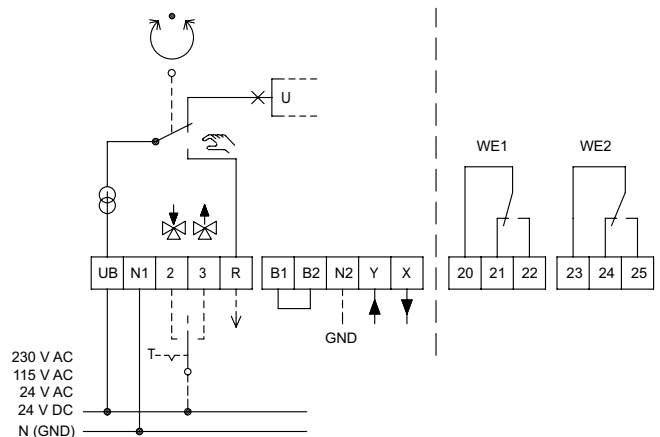 U
WE1 WE2
UB N1 2 3 R B1 B2 N2 Y X 20 21 22 23 24 25
GND
T
230 V AC
115 V AC
24 V AC
24 V DC
N (GND)